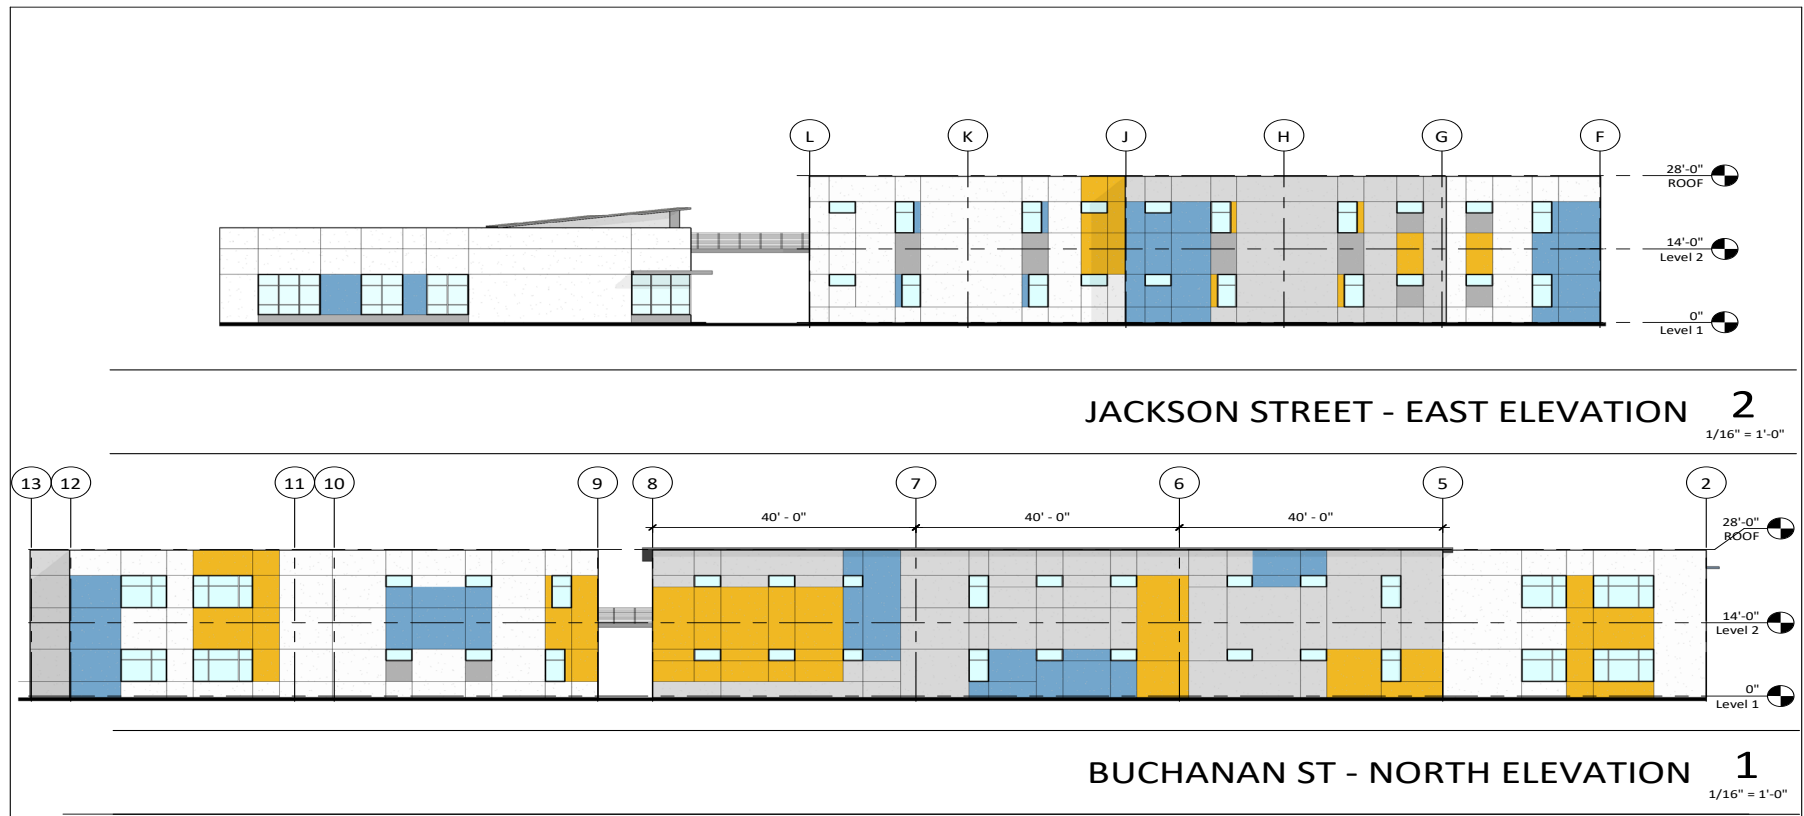 L K J H G F
28'-0"
ROOF
14'-0"
Level 2
0"
Level 1
JACKSON STREET - EAST ELEVATION 2
1/16" = 1'-0"
13 12 11 10 9 8 7 6 5 2
40' - 0" 40' - 0" 40' - 0"
28'-0"
ROOF
14'-0"
Level 2
0"
Level 1
BUCHANAN ST - NORTH ELEVATION 1
1/16" = 1'-0"